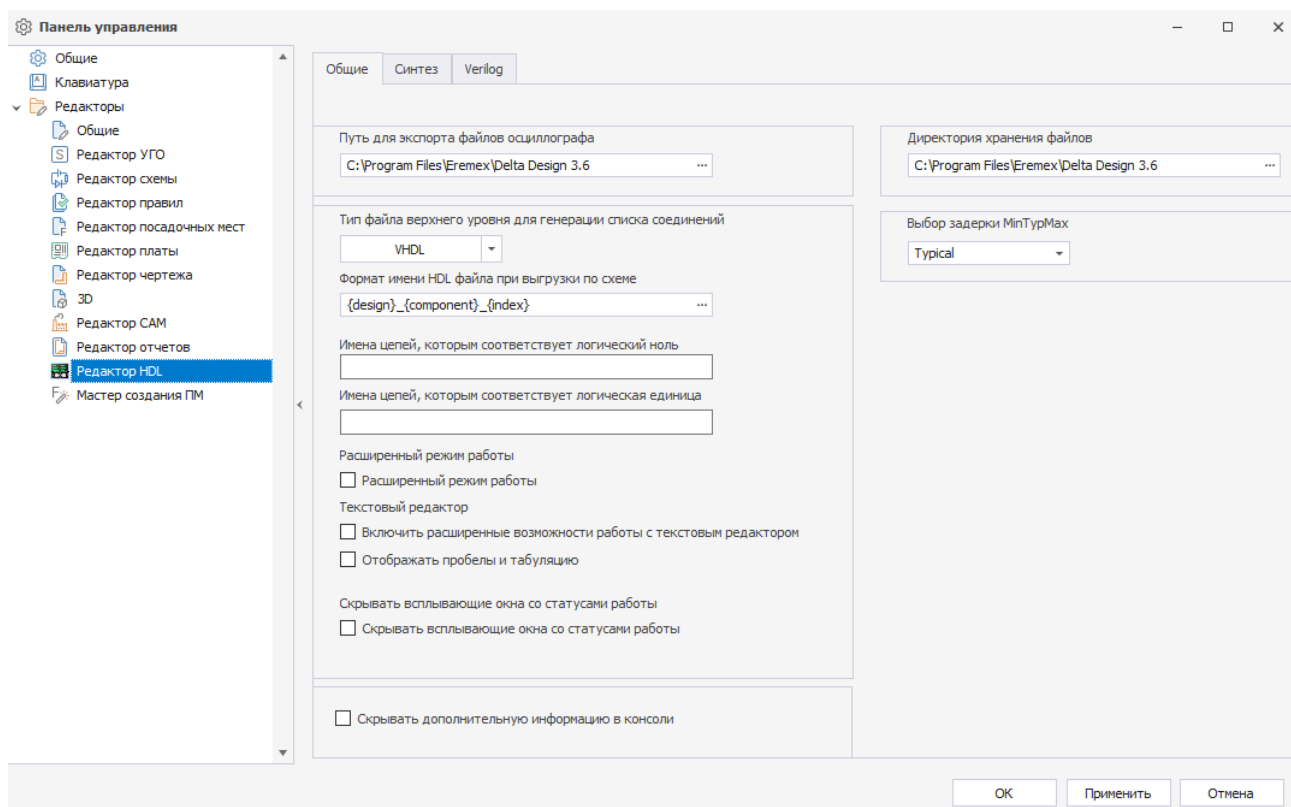 Панель управления
Общие
Клавиатура
Редакторы
Общие
Редактор УГО
Редактор схемы
Редактор правил
Редактор посадочных мест
Редактор платы
Редактор чертежа
3D
Редактор CAM
Редактор отчетов
Редактор HDL
Мастер создания ПМ
Общие
Синтез
Verilog
Путь для экспорта файлов осциллографа
C:\Program Files\Eremex\Delta Design 3.6
Тип файла верхнего уровня для генерации списка соединений
VHDL
Формат имени HDL файла при выгрузки по схеме
{design}_{component}_{index}
Имена цепей, которым соответствует логический ноль
Имена цепей, которым соответствует логическая единица
Расширенный режим работы
Расширенный режим работы
Текстовый редактор
Включить расширенные возможности работы с текстовым редактором
Отображать пробелы и табуляцию
Скрывать всплывающие окна со статусами работы
Скрывать всплывающие окна со статусами работы
Скрывать дополнительную информацию в консоли
Директория хранения файлов
C:\Program Files\Eremex\Delta Design 3.6
Выбор задержки MinTypMax
Typical
ОК
Применить
Отмена